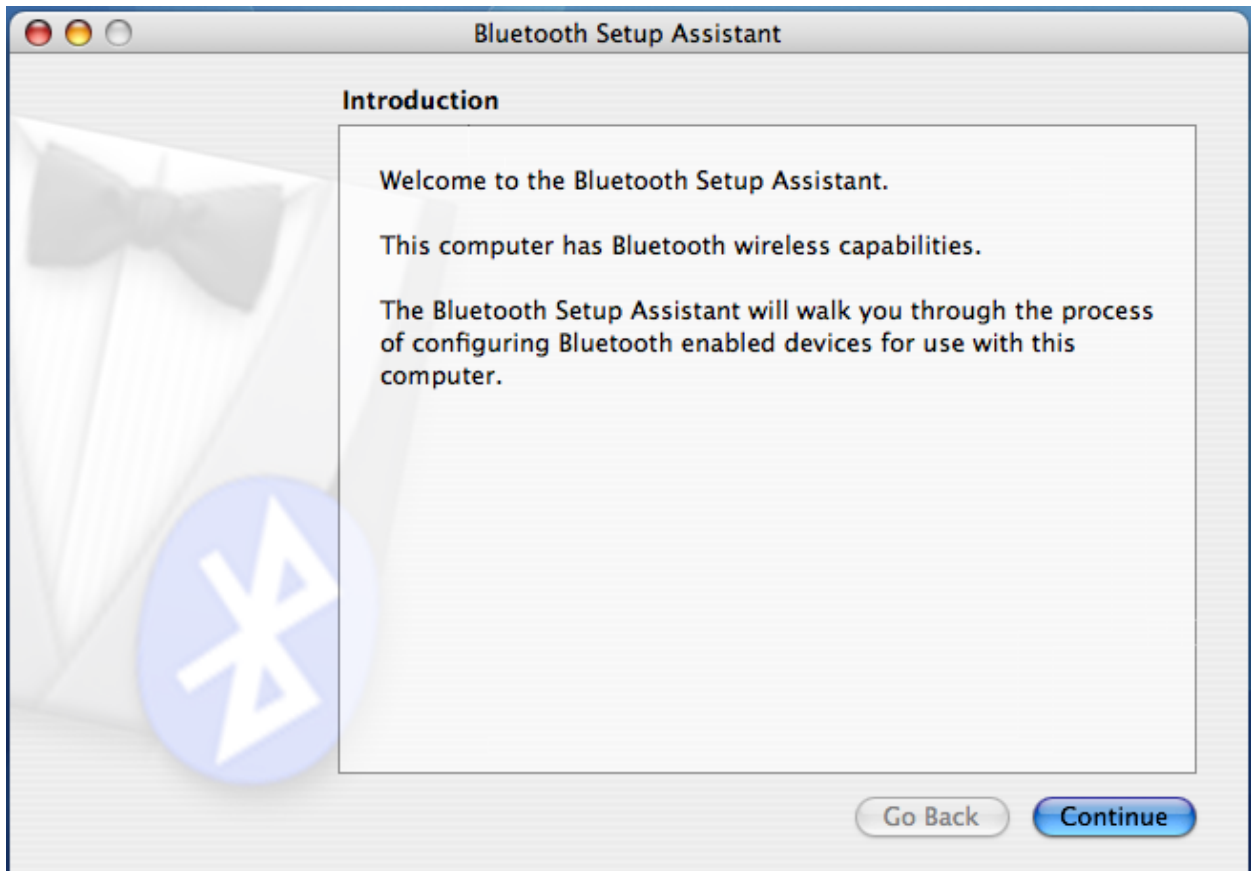 Bluetooth Setup Assistant
Introduction
Welcome to the Bluetooth Setup Assistant.
This computer has Bluetooth wireless capabilities.
The Bluetooth Setup Assistant will walk you through the process
of configuring Bluetooth enabled devices for use with this
computer.
Go Back
Continue